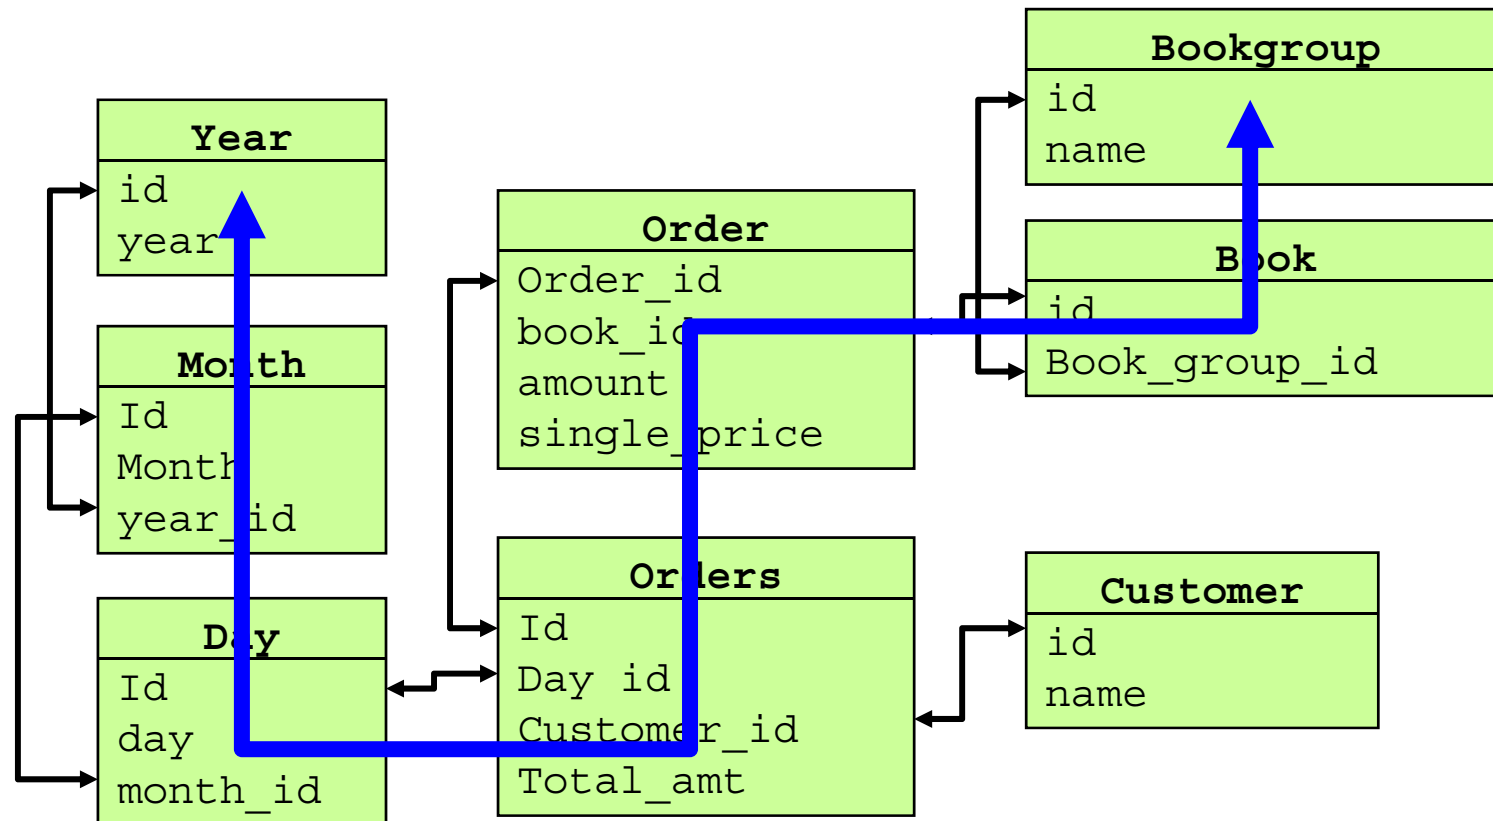 Year
id
year
Month
Id
Month
year_id
Day
Id
day
month_id
Order
Order_id
book_id
amount
single_price
Orders
Id
Day id
Customer_id
Total_amt
Bookgroup
id
name
Book
id
Book_group_id
Customer
id
name